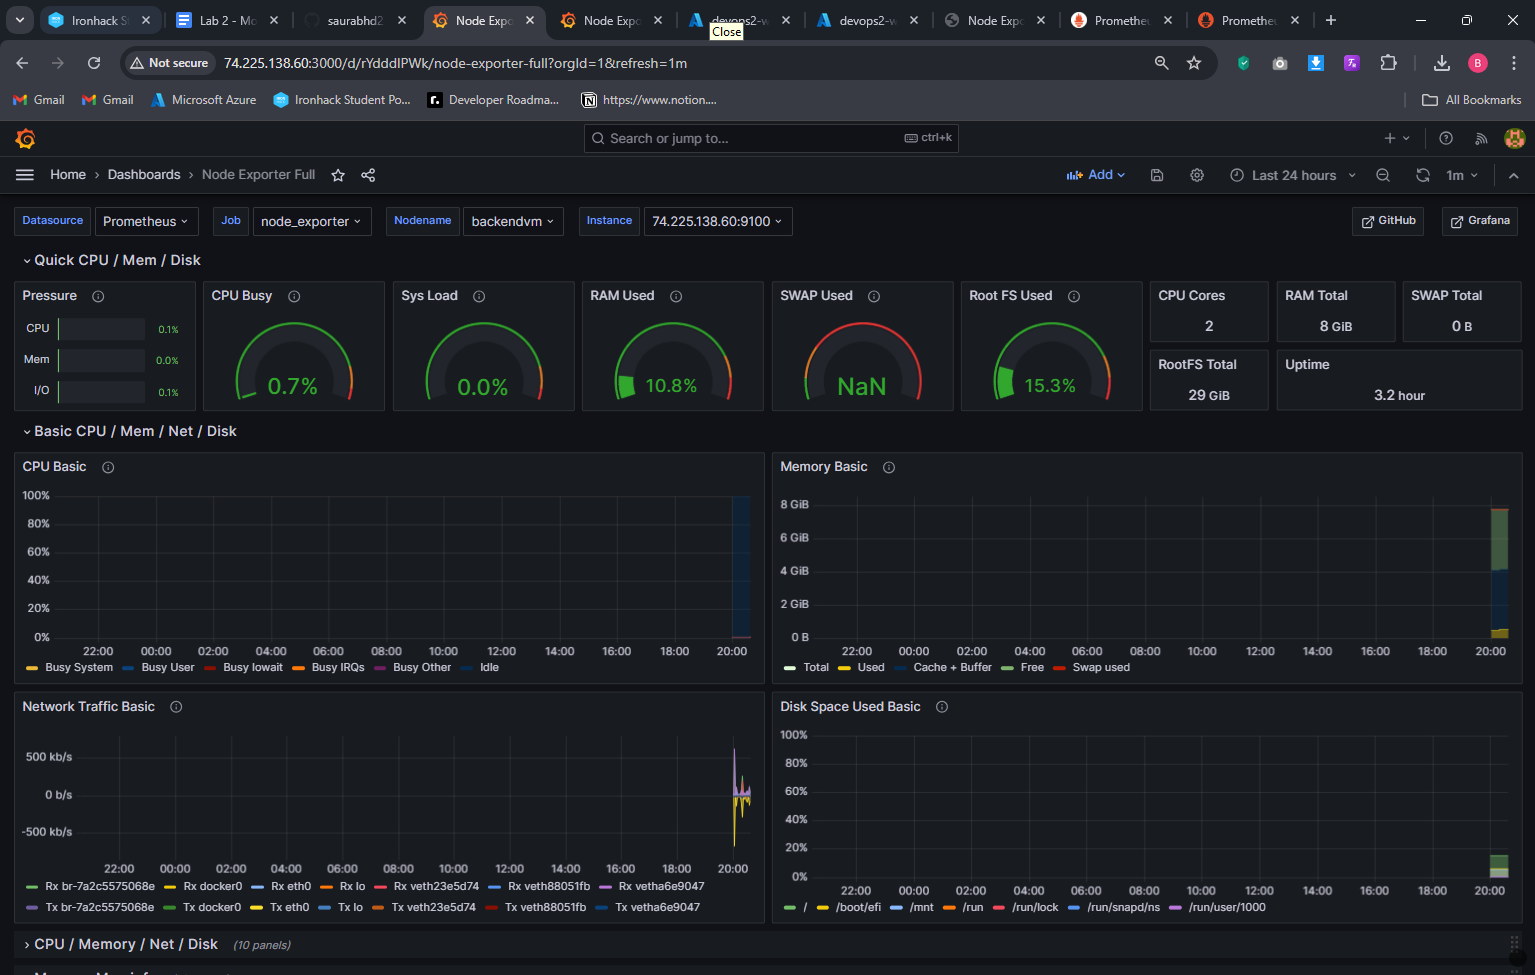 Ironhack St
Lab 2 - Mo
saurabhd2
Node Expo
Node Expo
devops2-w
devops2-w
Node Expo
Prometheu
Prometheu
Close
Not secure
74.225.138.60:3000/d/rYdddlPWk/node-exporter-full?orgId=1&refresh=1m
B
Gmail
Gmail
Microsoft Azure
Ironhack Student Po...
Developer Roadma...
https://www.notion....
All Bookmarks
Search or jump to...
ctrl+k
Home
Dashboards
Node Exporter Full
Add
Last 24 hours
1m
Datasource
Prometheus
Job
node_exporter
Nodename
backendvm
Instance
74.225.138.60:9100
GitHub
Grafana
Quick CPU / Mem / Disk
Pressure
CPU
0.1%
Mem
0.0%
I/O
0.1%
CPU Busy
0.7%
Sys Load
0.0%
RAM Used
10.8%
SWAP Used
NaN
Root FS Used
15.3%
CPU Cores
2
RAM Total
8 GiB
SWAP Total
0 B
RootFS Total
29 GiB
Uptime
3.2 hour
Basic CPU / Mem / Net / Disk
CPU Basic
100%
80%
60%
40%
20%
0%
22:00 00:00 02:00 04:00 06:00 08:00 10:00 12:00 14:00 16:00 18:00 20:00
Busy System Busy User Busy Iowait Busy IRQs Busy Other Idle
Memory Basic
8 GiB
6 GiB
4 GiB
2 GiB
0 B
22:00 00:00 02:00 04:00 06:00 08:00 10:00 12:00 14:00 16:00 18:00 20:00
Total Used Cache + Buffer Free Swap used
Network Traffic Basic
500 kb/s
0 b/s
-500 kb/s
22:00 00:00 02:00 04:00 06:00 08:00 10:00 12:00 14:00 16:00 18:00 20:00
Rx br-7a2c5575068e Rx docker0 Rx eth0 Rx lo Rx veth23e5d74 Rx veth88051fb Rx vetha6e9047
Tx br-7a2c5575068e Tx docker0 Tx eth0 Tx lo Tx veth23e5d74 Tx veth88051fb Tx vetha6e9047
Disk Space Used Basic
100%
80%
60%
40%
20%
0%
22:00 00:00 02:00 04:00 06:00 08:00 10:00 12:00 14:00 16:00 18:00 20:00
/ /boot/efi /mnt /run /run/lock /run/snapd/ns /run/user/1000
CPU / Memory / Net / Disk (10 panels)